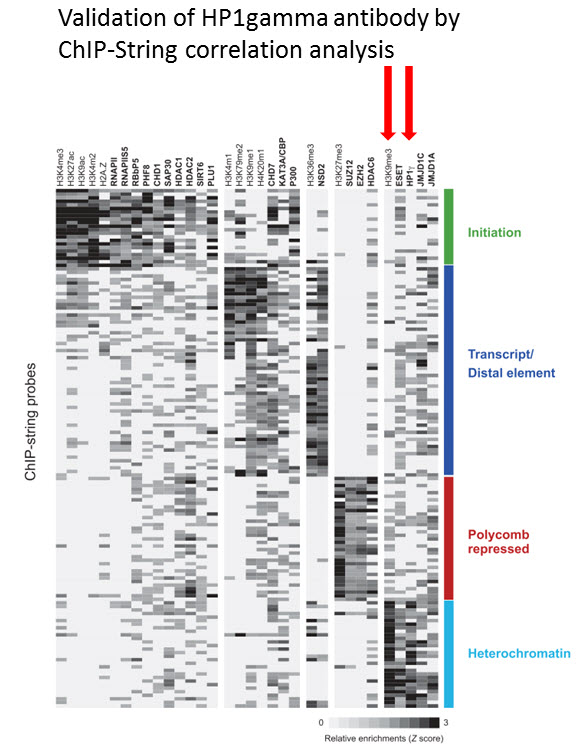 Validation of HP1gamma antibody by
ChIP-String correlation analysis
H3K4me3
H3K27ac
H3K9ac
H3K4m2
H2A.Z
RNAPII
RNAPIIS5
RBbP5
PHF8
CHD1
SAP30
HDAC1
HDAC2
SIRT6
PLU1
H3K4m1
H3K79me2
H3K9me1
H4K20m1
CHD7
KAT3A/CBP
P300
H3K36me3
NSD2
H3K27me3
SUZ12
EZH2
HDAC6
H3K9me3
ESET
HP1γ
JMJD1C
JMJD1A
Initiation
Transcript/
Distal element
ChIP-string probes
Polycomb
repressed
Heterochromatin
0 3
Relative enrichments (Z score)